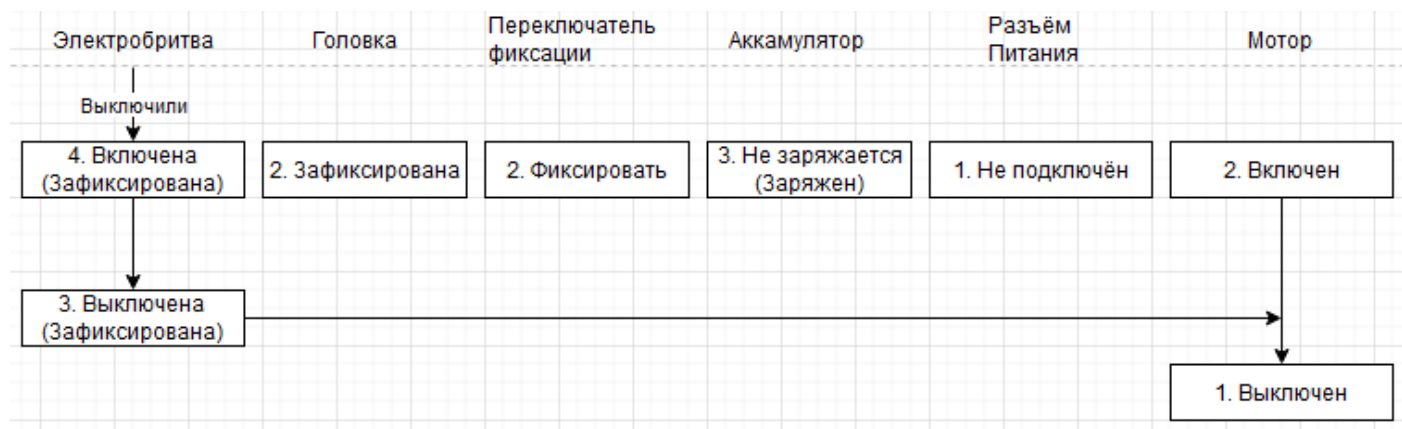 Электробритва
Головка
Переключатель
фиксации
Аккамулятор
Разъём
Питания
Мотор
Выключили
4. Включена
(Зафиксирована)
2. Зафиксирована
2. Фиксировать
3. Не заряжается
(Заряжен)
1. Не подключён
2. Включен
3. Выключена
(Зафиксирована)
1. Выключен